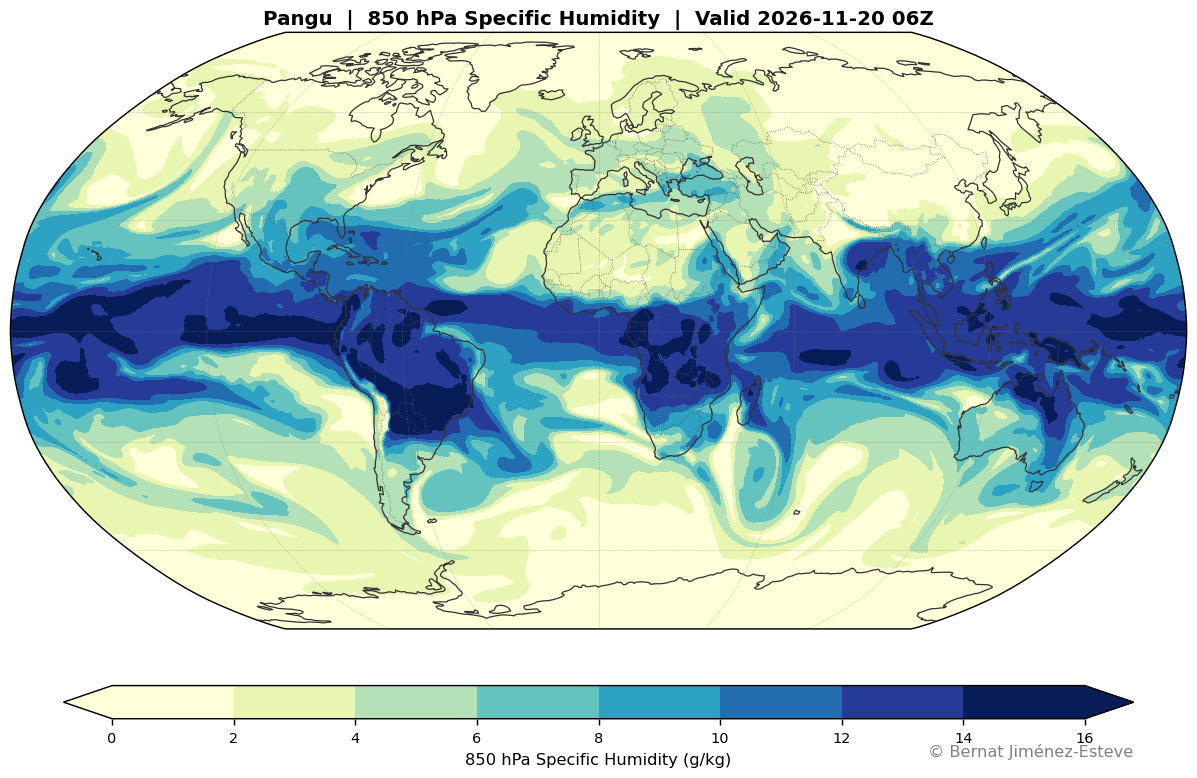 Pangu  |  850 hPa Specific Humidity  |  Valid 2026-11-20 06Z
0 2 4 6 8 10 12 14 16
850 hPa Specific Humidity (g/kg)
© Bernat Jiménez-Esteve